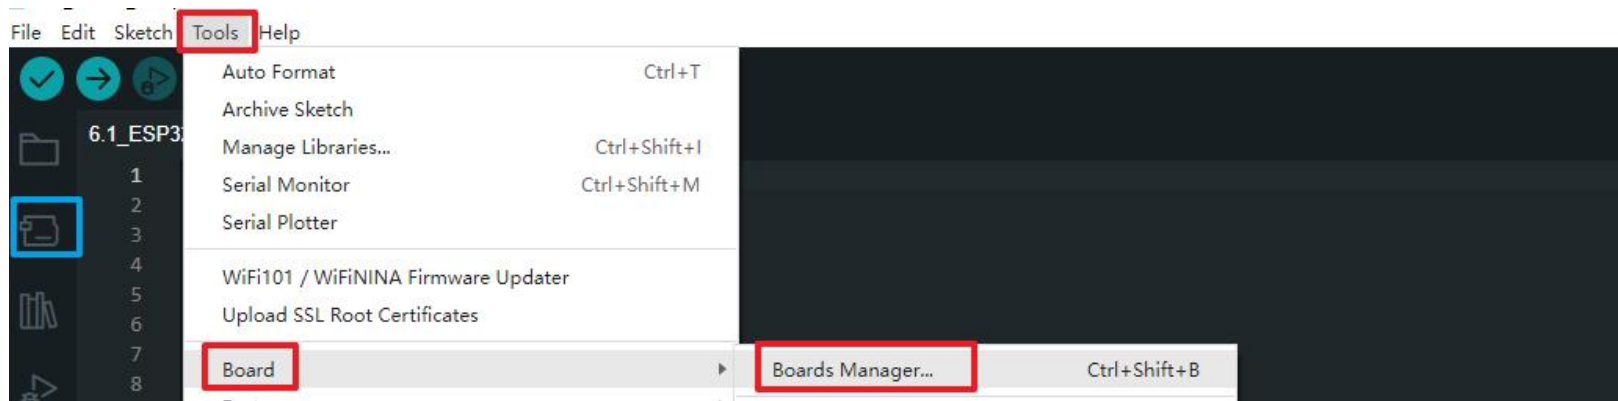 File Edit Sketch Tools Help
Auto Format Ctrl+T
Archive Sketch
6.1_ESP3
Manage Libraries... Ctrl+Shift+I
1
Serial Monitor Ctrl+Shift+M
2
Serial Plotter
3
4
WiFi101 / WiFiNINA Firmware Updater
5
Upload SSL Root Certificates
6
7
Board Boards Manager... Ctrl+Shift+B
8